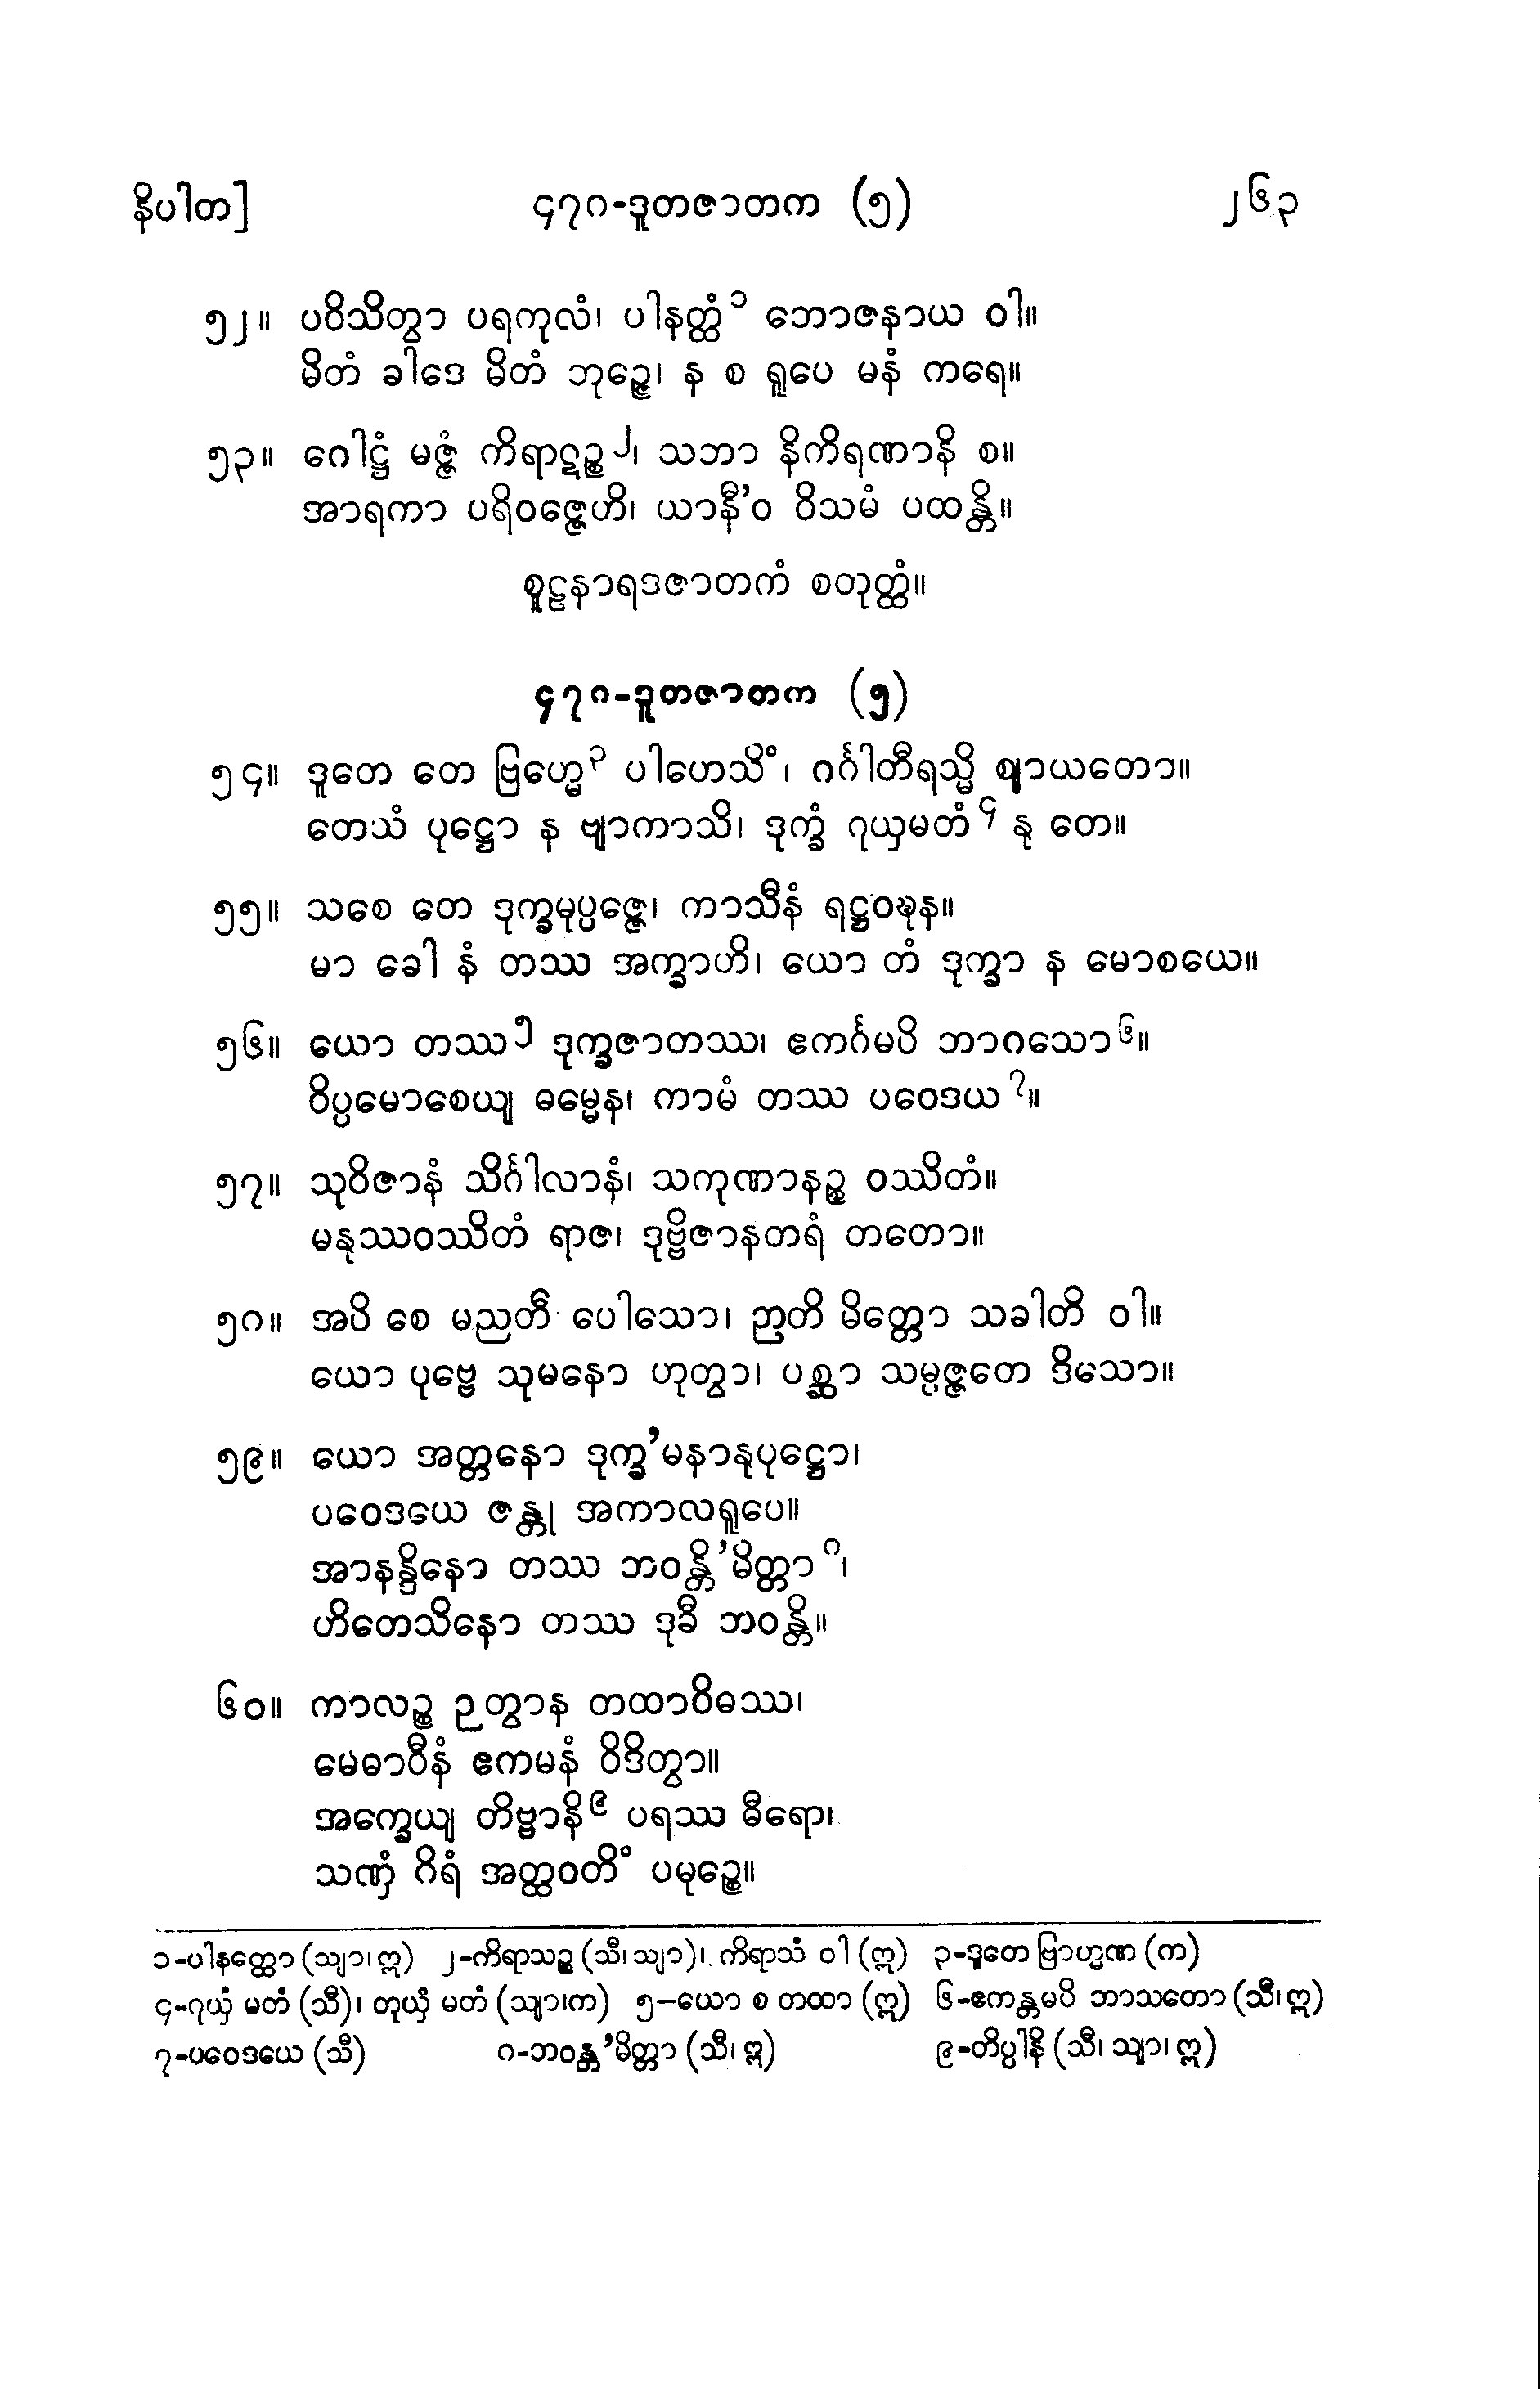 နိပါတ]	၄၇၈-ဒူတဇာတက (၅)	၂၆၃
၅၂။ ပဝိသိတွာ ပရကုလံ၊ ပါနတ္ထံ၁ ဘောဇနာယ ဝါ။
မိတံ ခါဒေ မိတံ ဘုဉ္ဇေ၊ န စ ရူပေ မနံ ကရေ။
၅၃။ ဂေါဋ္ဌံ မဇ္ဇံ ကိရာဋဉ္စ၂၊ သဘာ နိကိရဏာနိ စ။
အာရကာ ပရိဝဇ္ဇေဟိ၊ ယာနီ'ဝ ဝိသမံ ပထန္တိ။
စူဠနာရဒဇာတကံ စတုတ္ထံ။
၄၇၈-ဒူတဇာတက (၅)
၅၄။ ဒူတေ တေ ဗြဟ္မေ၃ ပါဟေသိံ၊ ဂင်္ဂါတီရသ္မိ ဈာယတော။
တေသံ ပုဋ္ဌော န ဗျာကာသိ၊ ဒုက္ခံ ဂုယှမတံ၄ နု တေ။
၅၅။ သစေ တေ ဒုက္ခမုပ္ပဇ္ဇေ၊ ကာသီနံ ရဋ္ဌဝဍ္ဎန။
မာ ခေါ နံ တဿ အက္ခာဟိ၊ ယော တံ ဒုက္ခာ န မောစယေ။
၅၆။ ယော တဿ၅ ဒုက္ခဇာတဿ၊ ဧကင်္ဂမပိ ဘာဂသော၆။
ဝိပ္ပမောစေယျ ဓမ္မေန၊ ကာမံ တဿ ပဝေဒယ၇။
၅၇။ သုဝိဇာနံ သိင်္ဂါလာနံ၊ သကုဏာနဉ္စ ဝဿိတံ။
မနုဿဝဿိတံ ရာဇ၊ ဒုဗ္ဗိဇာနတရံ တတော။
၅၈။ အပိ စေ မညတီ ပေါသော၊ ဉာတိ မိတ္တော သခါတိ ဝါ။
ယော ပုဗ္ဗေ သုမနော ဟုတွာ၊ ပစ္ဆာ သမ္ပဇ္ဇတေ ဒိသော။
၅၉။ ယော အတ္တနော ဒုက္ခ'မနာနုပုဋ္ဌော၊
ပဝေဒယေ ဇန္တု အကာလရူပေ။
အာနန္ဒိနော တဿ ဘဝန္တိ'မိတ္တာ၈၊
ဟိတေသိနော တဿ ဒုခီ ဘဝန္တိ။
၆၀။ ကာလဉ္စ ဉတွာန တထာဝိဓဿ၊
မေဓာဝီနံ ဧကမနံ ဝိဒိတွာ။
အက္ခေယျ တိဗ္ဗာနိ၉ ပရဿ ဓီရော၊
သဏှံ ဂိရံ အတ္ထဝတိံ ပမုဉ္စေ။
၁-ပါနတ္ထော (သျာ၊ဣ)	၂-ကိရာသဉ္စ (သီ၊သျာ)၊ ကိရာသံ ဝါ (ဣ)	၃-ဒူတေ ဗြာဟ္မဏ (က)
၄-ဂုယှံ မတံ (သီ)၊ တုယှံ မတံ (သျာ၊က)	၅-ယော စ တထာ (ဣ)	၆-ဧကန္တမပိ ဘာသတော (သီ၊ဣ)
၇-ပဝေဒယေ (သီ)	၈-ဘဝန္တ'မိတ္တာ (သီ၊ဣ)	၉-တိပ္ပါနိ (သီ၊သျာ၊ဣ)